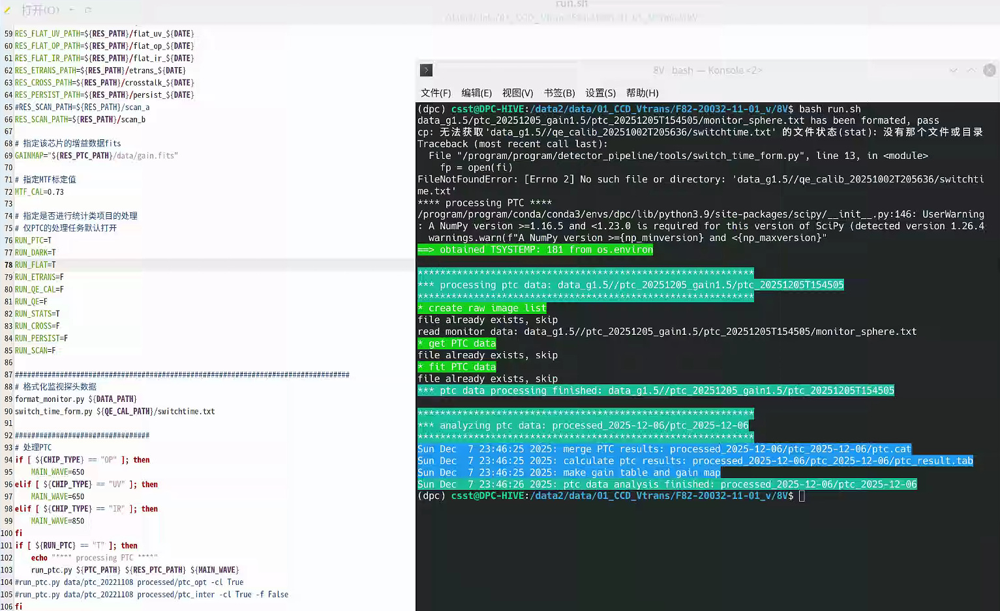 打开(O)
run.sh
59 RES_FLAT_UV_PATH=${RES_PATH}/flat_uv_${DATE}
60 RES_FLAT_OP_PATH=${RES_PATH}/flat_op_${DATE}
61 RES_FLAT_IR_PATH=${RES_PATH}/flat_ir_${DATE}
62 RES_ETRANS_PATH=${RES_PATH}/etrans_${DATE}
63 RES_CROSS_PATH=${RES_PATH}/crosstalk_${DATE}
64 RES_PERSIST_PATH=${RES_PATH}/persist_${DATE}
65 #RES_SCAN_PATH=${RES_PATH}/scan_a
66 RES_SCAN_PATH=${RES_PATH}/scan_b
67
68 # 指定该芯片的增益数据fits
69 GAINMAP="${RES_PTC_PATH}/data/gain.fits"
70
71 # 指定MTF标定值
72 MTF_CAL=0.73
73
74 # 指定是否进行统计类项目的处理
75 # 仅PTC的处理任务默认打开
76 RUN_PTC=T
77 RUN_DARK=T
78 RUN_FLAT=T
79 RUN_ETRANS=F
80 RUN_QE_CAL=F
81 RUN_QE=F
82 RUN_STATS=T
83 RUN_CROSS=F
84 RUN_PERSIST=F
85 RUN_SCAN=F
86
87 ##################################################################################
88 # 格式化监视探头数据
89 format_monitor.py ${DATA_PATH}
90 switch_time_form.py ${QE_CAL_PATH}/switchtime.txt
91
92 #################################
93 # 处理PTC
94 if [ ${CHIP_TYPE} == "OP" ]; then
95 MAIN_WAVE=650
96 elif [ ${CHIP_TYPE} == "UV" ]; then
97 MAIN_WAVE=650
98 elif [ ${CHIP_TYPE} == "IR" ]; then
99 MAIN_WAVE=850
100 fi
101 if [ ${RUN_PTC} == "T" ]; then
102 echo "**** processing PTC ****"
103 run_ptc.py ${PTC_PATH} ${RES_PTC_PATH} ${MAIN_WAVE}
104 #run_ptc.py data/ptc_20221108 processed/ptc_opt -cl True
105 #run_ptc.py data/ptc_20221108 processed/ptc_inter -cl True -f False
106 fi
8V : bash — Konsole <2>
文件(F) 编辑(E) 视图(V) 书签(B) 设置(S) 帮助(H)
(dpc) csst@DPC-HIVE:/data2/data/01_CCD_Vtrans/F82-20032-11-01_v/8V$ bash run.sh
data_g1.5/ptc_20251205_gain1.5/ptc_20251205T154505/monitor_sphere.txt has been formated, pass
cp: 无法获取'data_g1.5//qe_calib_20251002T205636/switchtime.txt' 的文件状态(stat): 没有那个文件或目录
Traceback (most recent call last):
File "/program/program/detector_pipeline/tools/switch_time_form.py", line 13, in <module>
fp = open(fi)
FileNotFoundError: [Errno 2] No such file or directory: 'data_g1.5//qe_calib_20251002T205636/switchti
me.txt'
**** processing PTC ****
/program/program/conda/conda3/envs/dpc/lib/python3.9/site-packages/scipy/__init__.py:146: UserWarning
: A NumPy version >=1.16.5 and <1.23.0 is required for this version of SciPy (detected version 1.26.4
warnings.warn(f"A NumPy version >={np_minversion} and <{np_maxversion}"
==> obtained TSYSTEMP: 181 from os.environ
************************************************************
*** processing ptc data: data_g1.5//ptc_20251205_gain1.5/ptc_20251205T154505
************************************************************
* create raw image list
file already exists, skip
read monitor data: data_g1.5//ptc_20251205_gain1.5/ptc_20251205T154505/monitor_sphere.txt
* get PTC data
file already exists, skip
* fit PTC data
file already exists, skip
*** ptc data processing finished: data_g1.5//ptc_20251205_gain1.5/ptc_20251205T154505
************************************************************
*** analyzing ptc data: processed_2025-12-06/ptc_2025-12-06
************************************************************
Sun Dec  7 23:46:25 2025: merge PTC results: processed_2025-12-06/ptc_2025-12-06/ptc.cat
Sun Dec  7 23:46:25 2025: calculate ptc results: processed_2025-12-06/ptc_2025-12-06/ptc_result.tab
Sun Dec  7 23:46:25 2025: make gain table and gain map
Sun Dec  7 23:46:26 2025: ptc data analysis finished: processed_2025-12-06/ptc_2025-12-06
(dpc) csst@DPC-HIVE:/data2/data/01_CCD_Vtrans/F82-20032-11-01_v/8V$